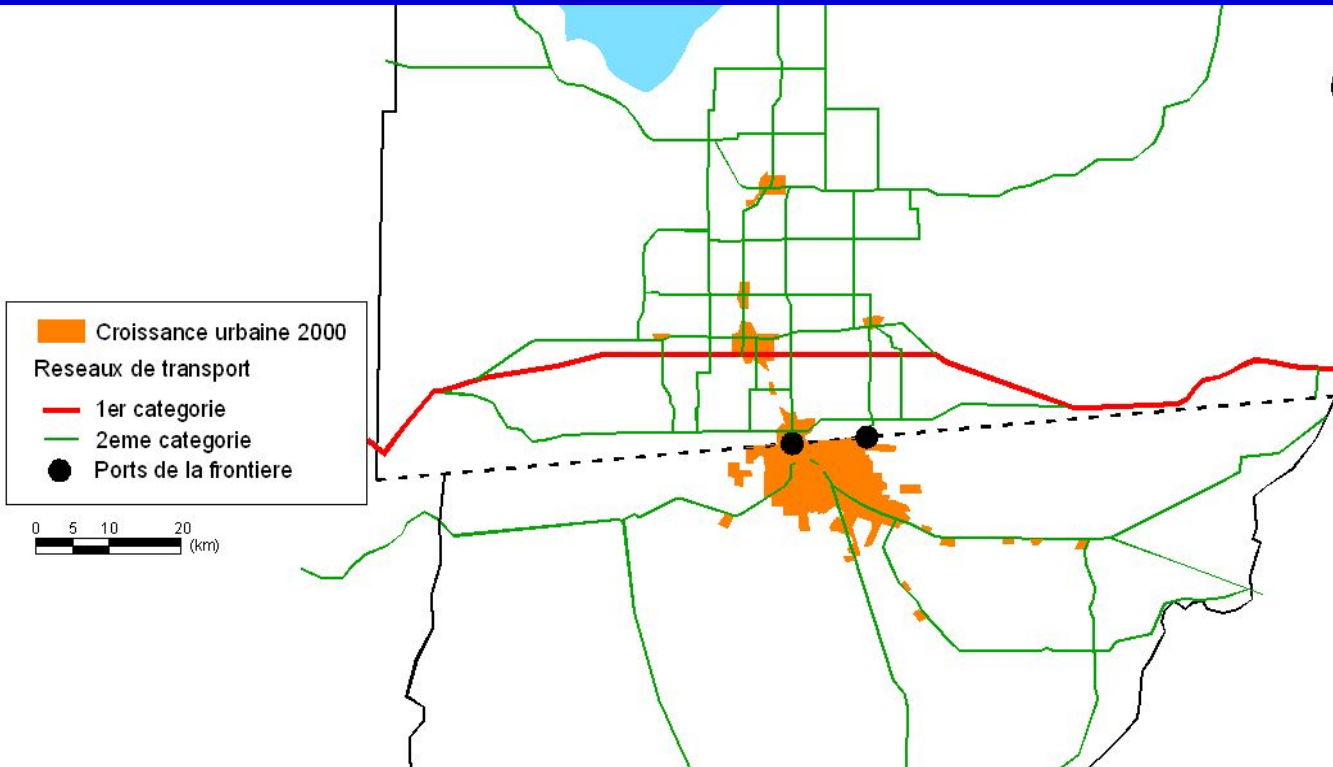 Croissance urbaine 2000
Reseaux de transport
1er categorie
2eme categorie
Ports de la frontiere
0 5 10 20
(km)